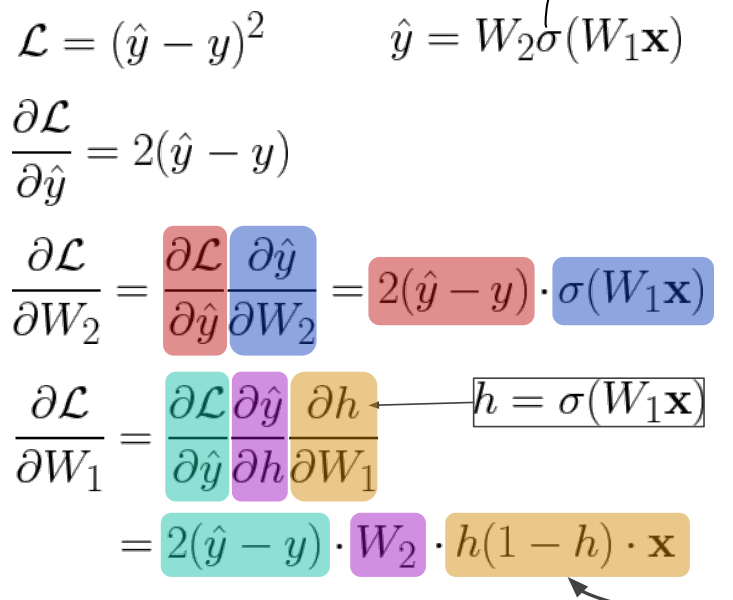 ℒ = (ŷ − y)² ŷ = W₂σ(W₁𝐱)
∂ℒ/∂ŷ = 2(ŷ − y)
∂ℒ/∂W₂ = ∂ℒ/∂ŷ ∂ŷ/∂W₂ = 2(ŷ − y) · σ(W₁𝐱)
∂ℒ/∂W₁ = ∂ℒ/∂ŷ ∂ŷ/∂h ∂h/∂W₁ h = σ(W₁𝐱)
= 2(ŷ − y) · W₂ · h(1 − h) · 𝐱